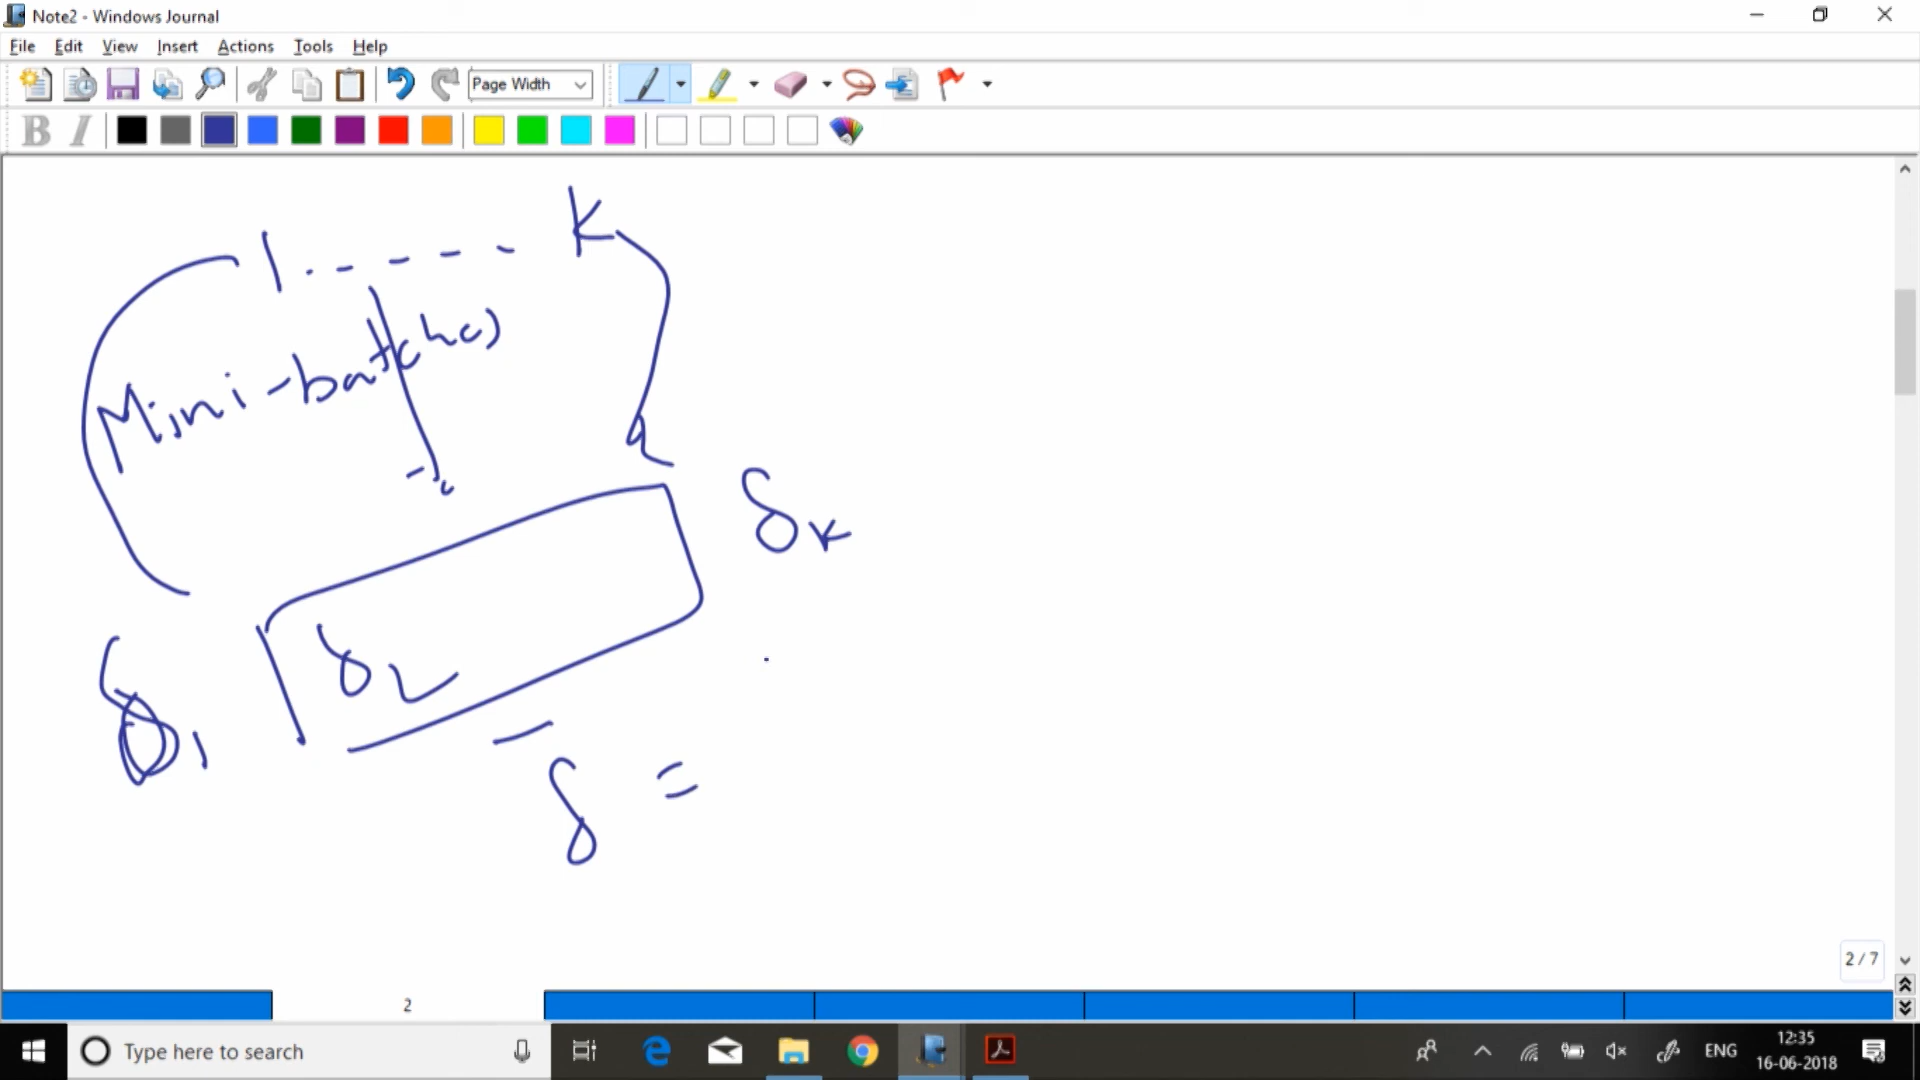 Note2 - Windows Journal
File Edit View Insert Actions Tools Help
Page Width
B I
1 . - - - - - k
Mini-batches
δk
δ2
δ1
δ =
2 / 7
2
Type here to search
ENG
12:35
16-06-2018